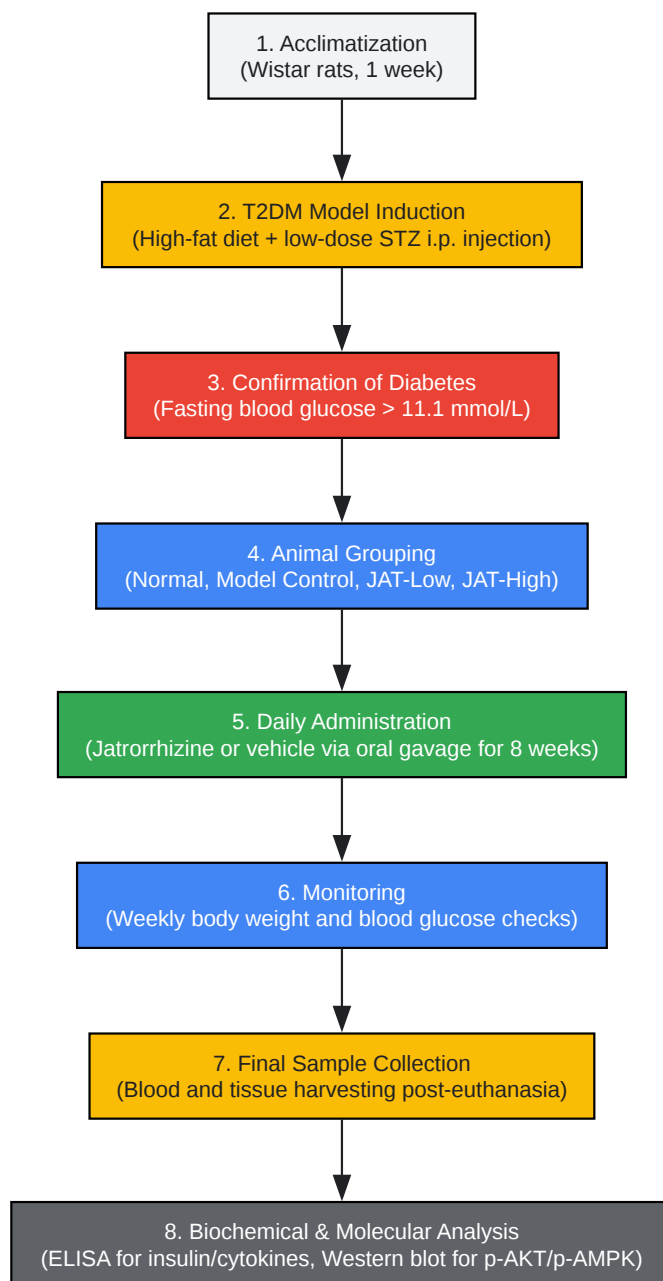 1. Acclimatization
(Wistar rats, 1 week)
2. T2DM Model Induction
(High-fat diet + low-dose STZ i.p. injection)
3. Confirmation of Diabetes
(Fasting blood glucose > 11.1 mmol/L)
4. Animal Grouping
(Normal, Model Control, JAT-Low, JAT-High)
5. Daily Administration
(Jatrorrhizine or vehicle via oral gavage for 8 weeks)
6. Monitoring
(Weekly body weight and blood glucose checks)
7. Final Sample Collection
(Blood and tissue harvesting post-euthanasia)
8. Biochemical & Molecular Analysis
(ELISA for insulin/cytokines, Western blot for p-AKT/p-AMPK)